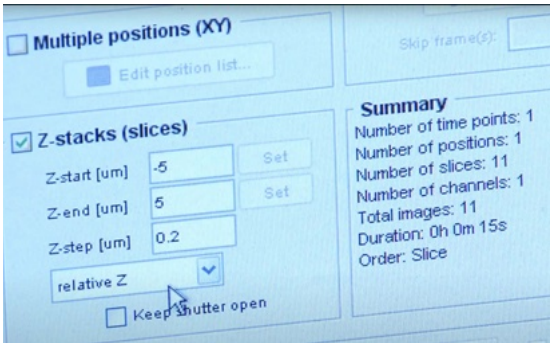 Multiple positions (XY)
Edit position list...
Skip frame(s):
Z-stacks (slices)
Z-start [um] -5 Set
Z-end [um] 5 Set
Z-step [um] 0.2
relative Z
Keep shutter open
Summary
Number of time points: 1
Number of positions: 1
Number of slices: 11
Number of channels: 1
Total images: 11
Duration: 0h 0m 15s
Order: Slice